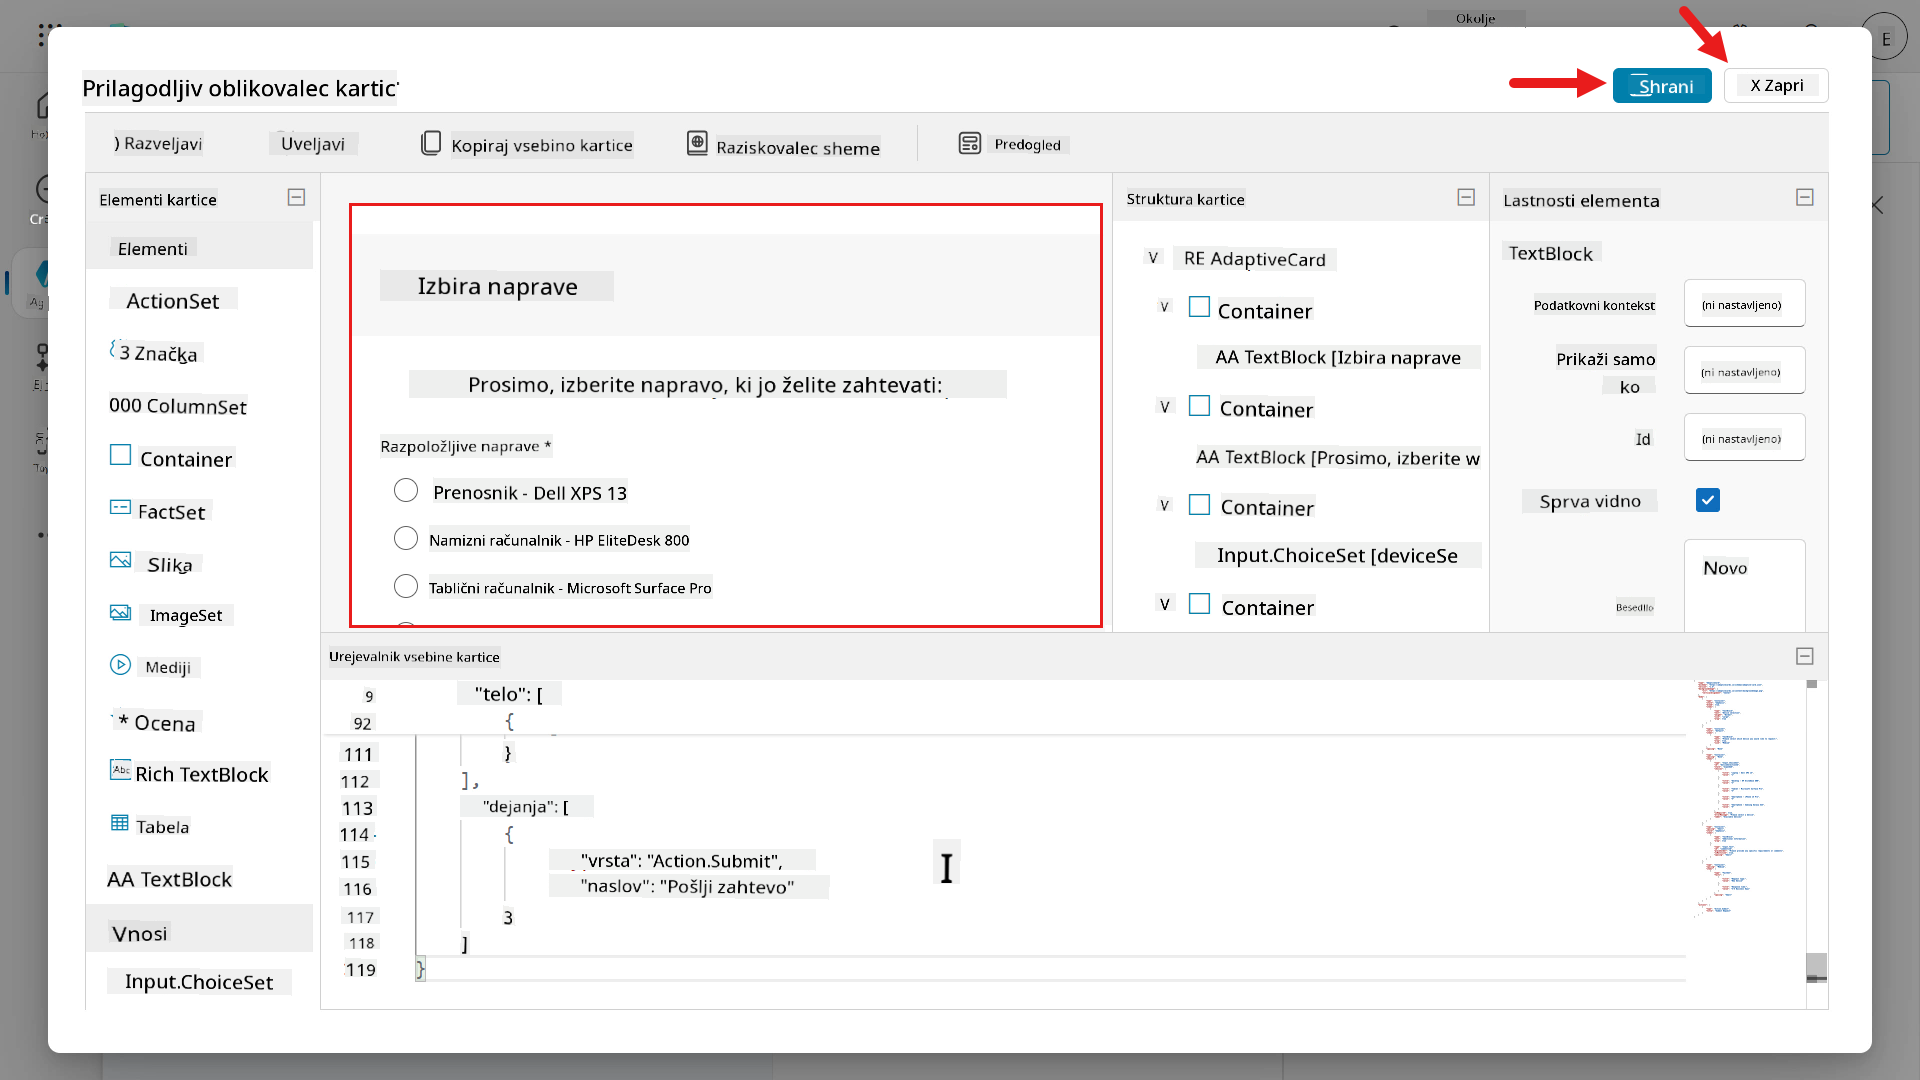 Okolje
E
Prilagodljiv oblikovalec kartic
Shrani
X Zapri
) Razveljavi
Uveljavi
Kopiraj vsebino kartice
Raziskovalec sheme
Predogled
Elementi kartice
Elementi
ActionSet
3 Značka
000 ColumnSet
Container
FactSet
Slika
ImageSet
Mediji
* Ocena
Rich TextBlock
Tabela
AA TextBlock
Vnosi
Input.ChoiceSet
Izbira naprave
Prosimo, izberite napravo, ki jo želite zahtevati:
Razpoložljive naprave *
Prenosnik - Dell XPS 13
Namizni računalnik - HP EliteDesk 800
Tablični računalnik - Microsoft Surface Pro
Struktura kartice
V RE AdaptiveCard
V Container
AA TextBlock [Izbira naprave
V Container
AA TextBlock [Prosimo, izberite w
V Container
Input.ChoiceSet [deviceSe
V Container
Lastnosti elementa
TextBlock
Podatkovni kontekst (ni nastavljeno)
Prikaži samo ko (ni nastavljeno)
Id (ni nastavljeno)
Sprva vidno
Besedilo Novo
Urejevalnik vsebine kartice
9 "telo": [
92 {
111 }
112 ],
113 "dejanja": [
114 {
115 "vrsta": "Action.Submit",
116 "naslov": "Pošlji zahtevo"
117 3
118 ]
119 }